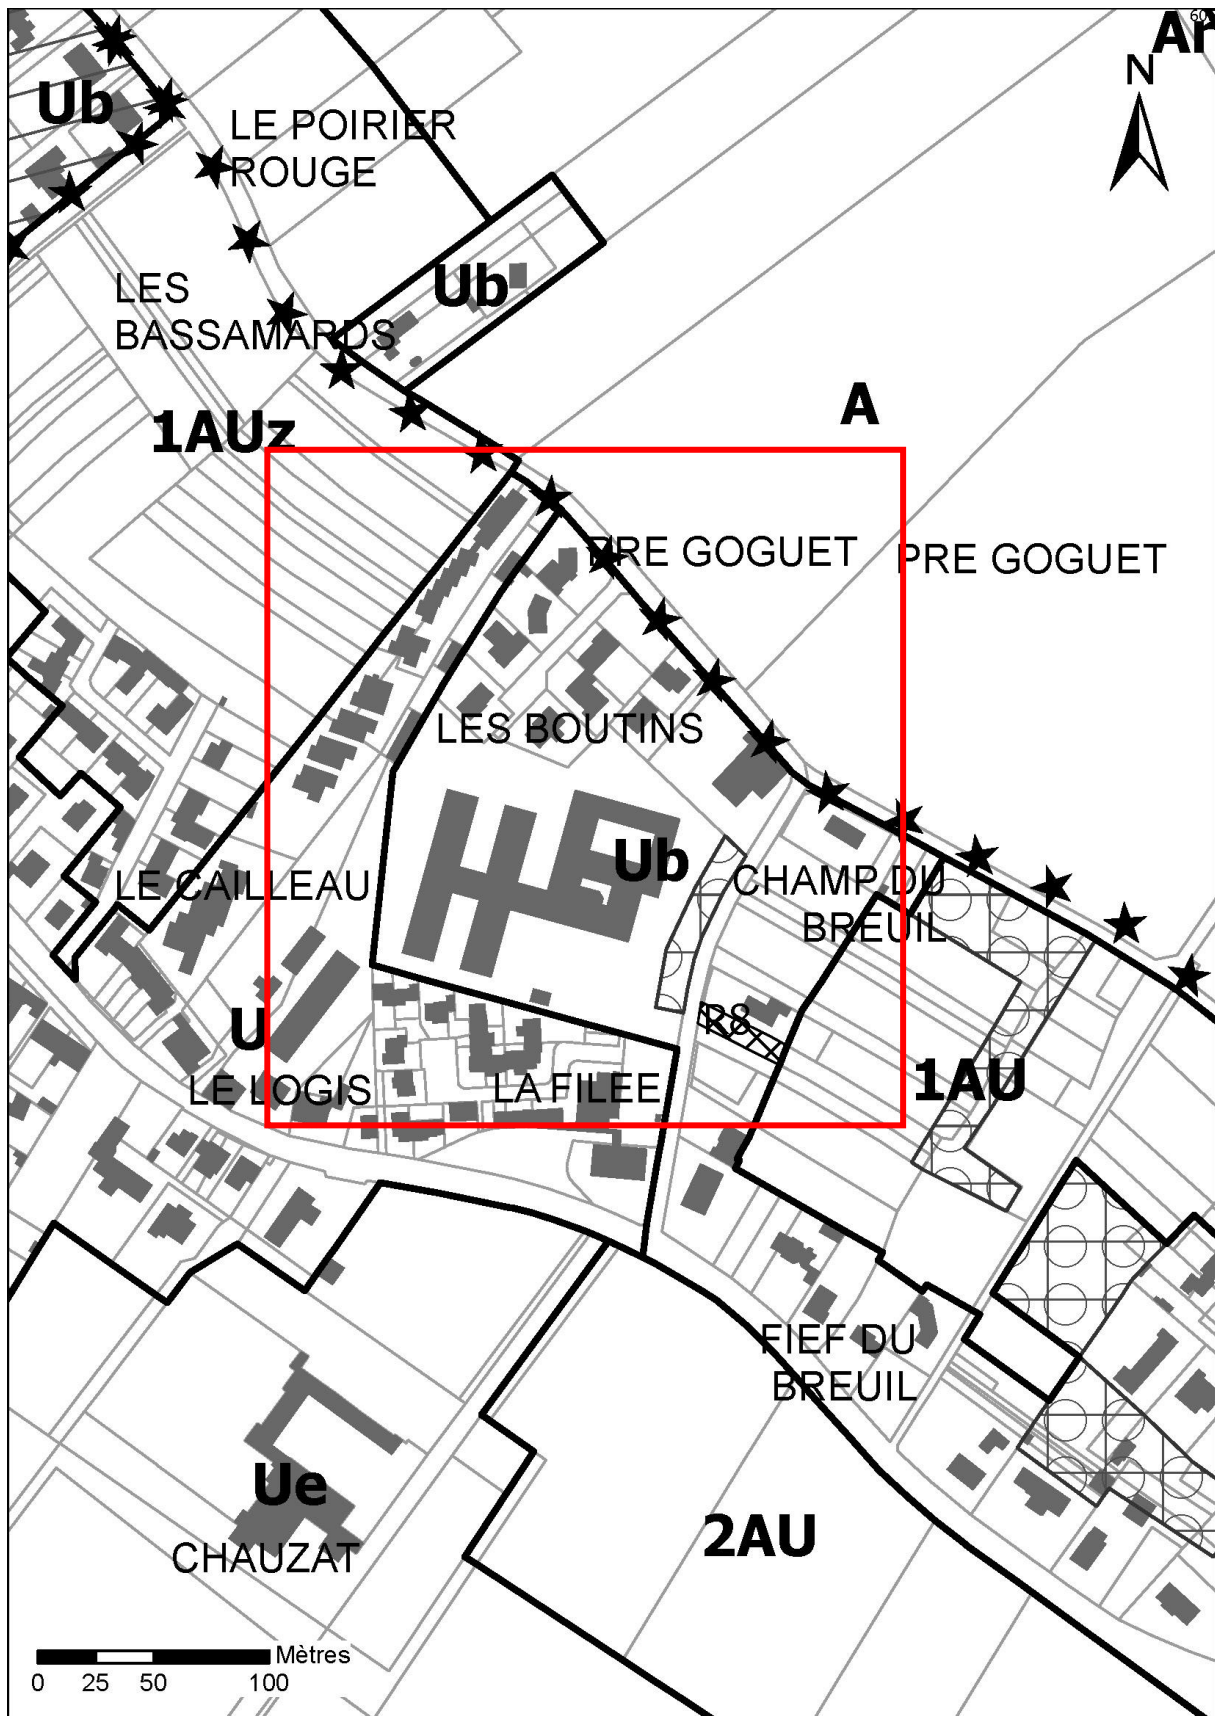 60
Ar
N
Ub
LE POIRIER
ROUGE
LES
BASSAMARDS
Ub
A
1AUz
PRE GOGUET
PRE GOGUET
LES BOUTINS
Ub
LE CAILLEAU
CHAMP DU
BREUIL
U
R8
LE LOGIS
LA FILEE
1AU
FIEF DU
BREUIL
Ue
CHAUZAT
2AU
Mètres
0 25 50 100